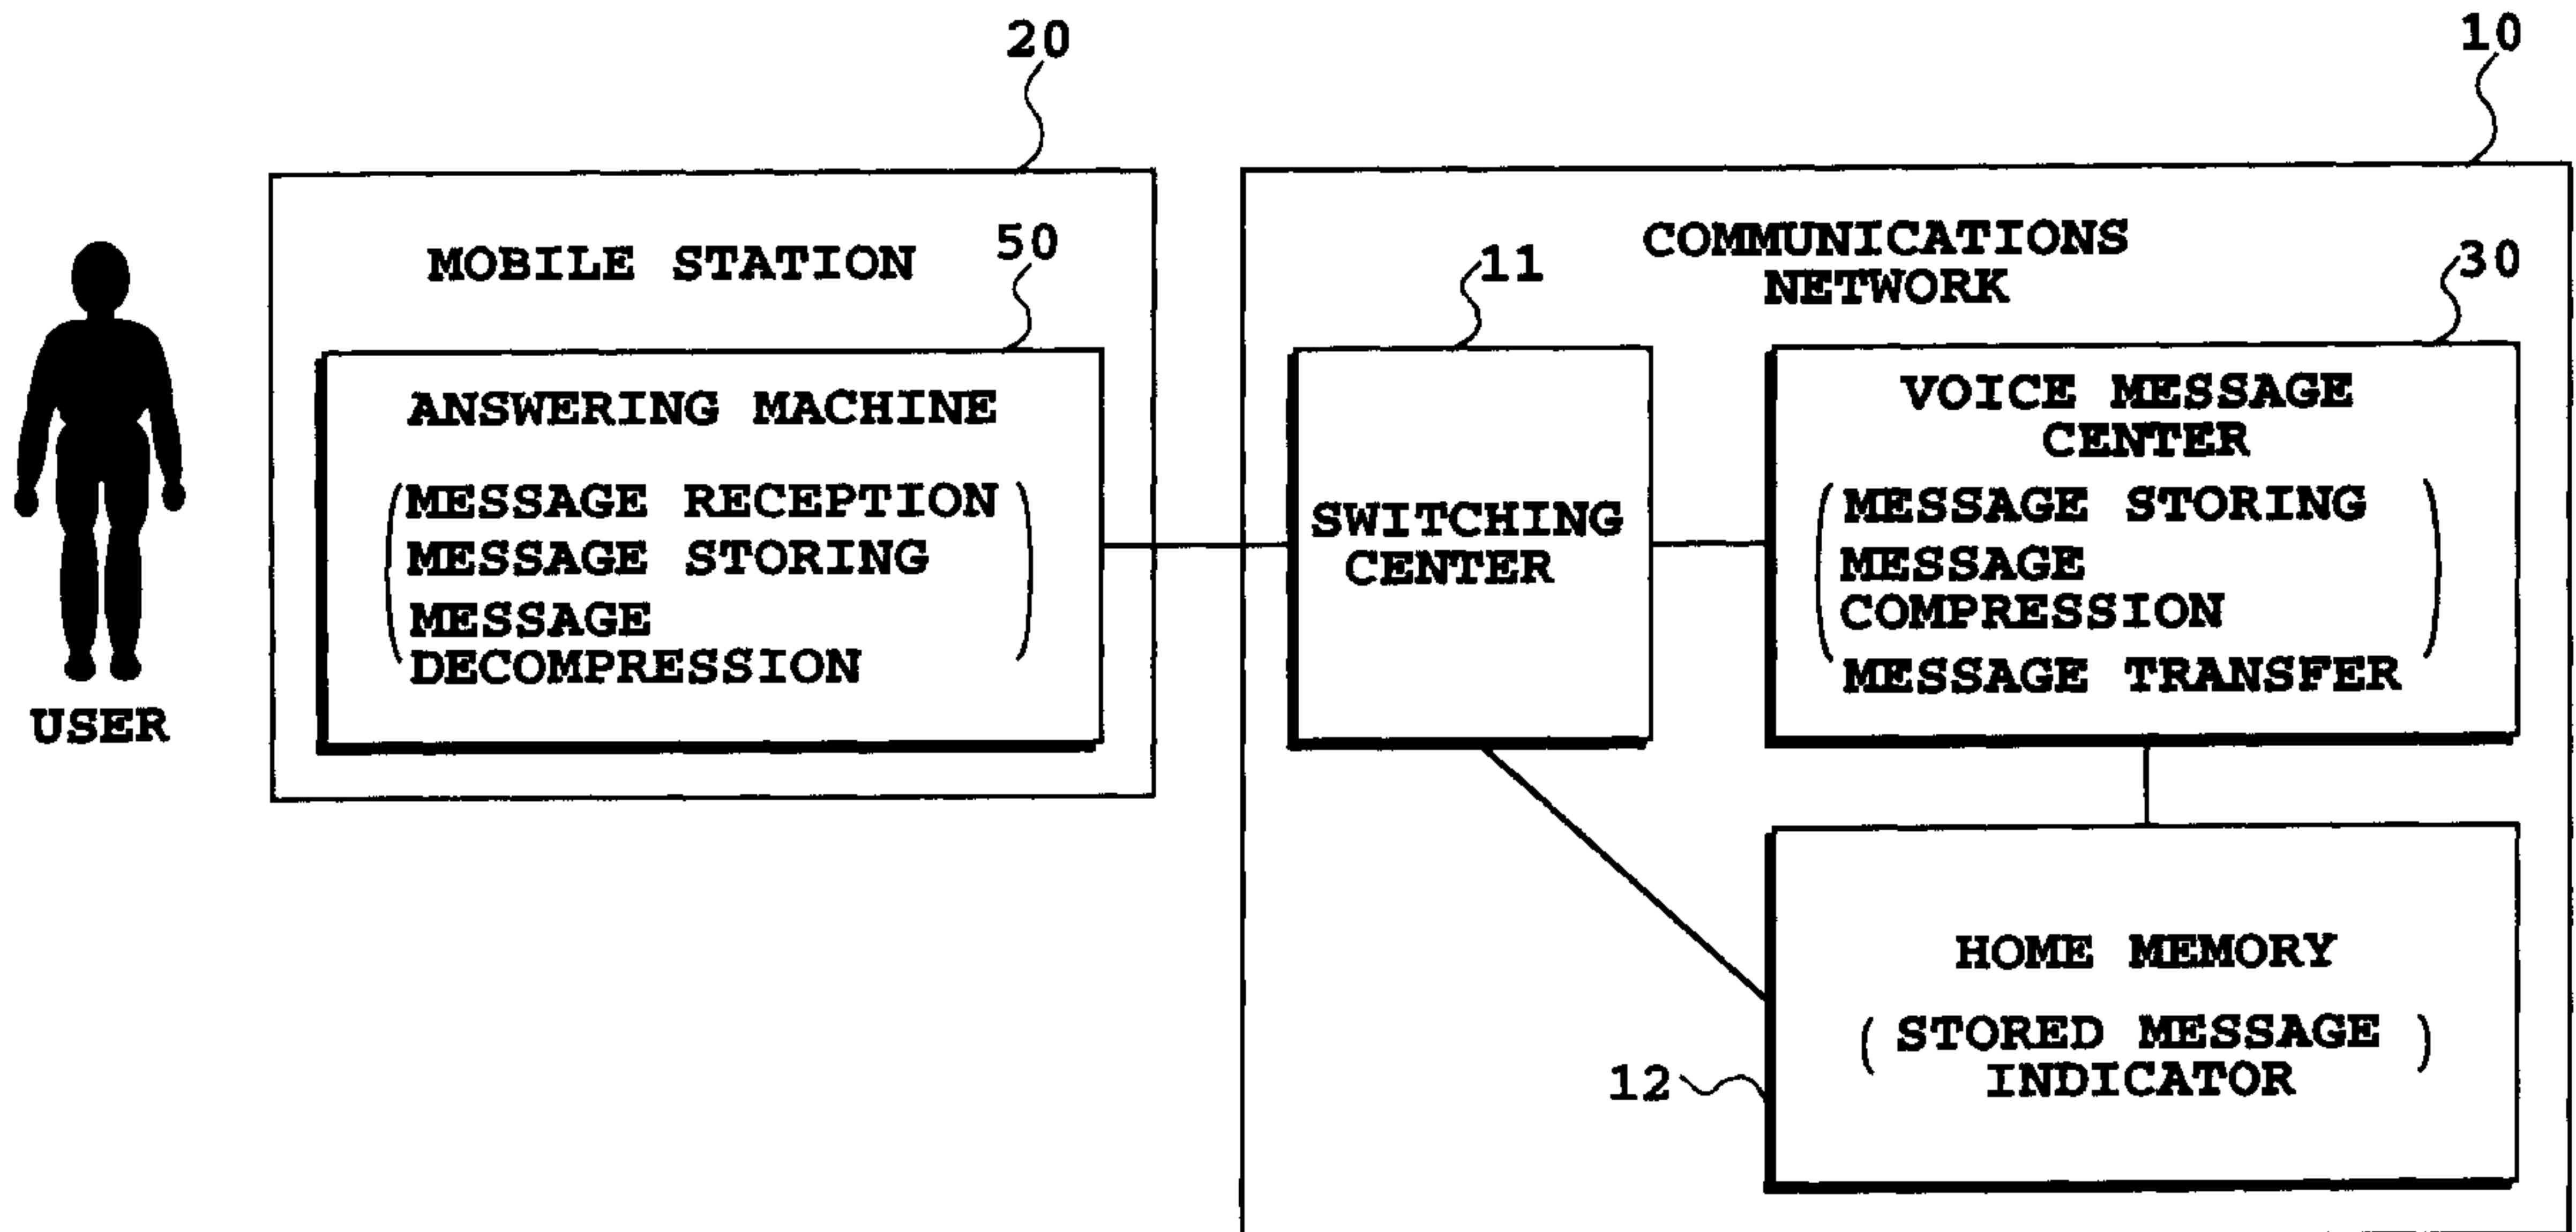 20
10
MOBILE STATION
50
ANSWERING MACHINE
(MESSAGE RECEPTION
MESSAGE STORING
MESSAGE
DECOMPRESSION)
USER
COMMUNICATIONS
NETWORK
11
30
SWITCHING
CENTER
VOICE MESSAGE
CENTER
(MESSAGE STORING
MESSAGE
COMPRESSION
MESSAGE TRANSFER)
HOME MEMORY
(STORED MESSAGE
INDICATOR)
12